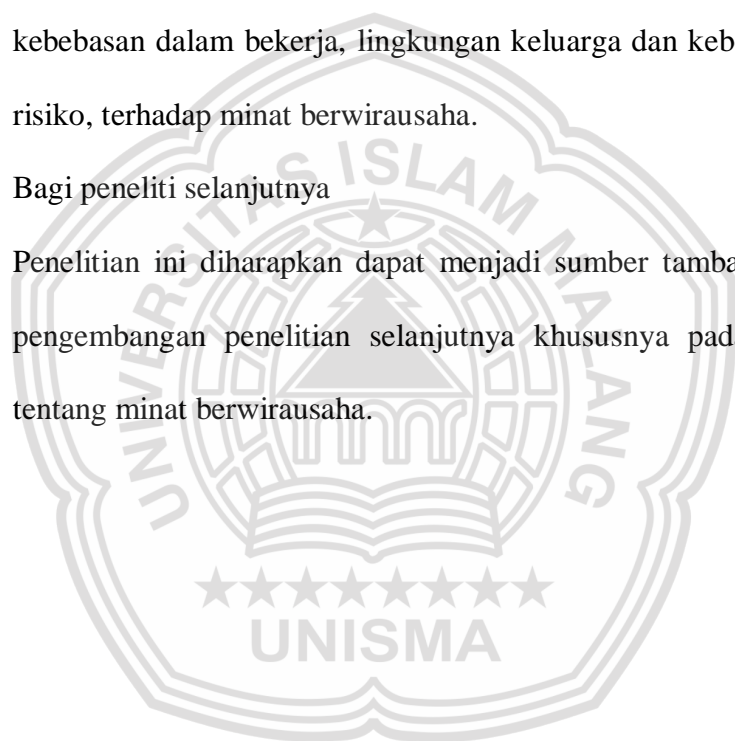 kebebasan dalam bekerja, lingkungan keluarga dan keb
risiko, terhadap minat berwirausaha.
Bagi peneliti selanjutnya
Penelitian ini diharapkan dapat menjadi sumber tamba
pengembangan penelitian selanjutnya khususnya pad
tentang minat berwirausaha.
UNIVERSITAS ISLAM MALANG
UNISMA